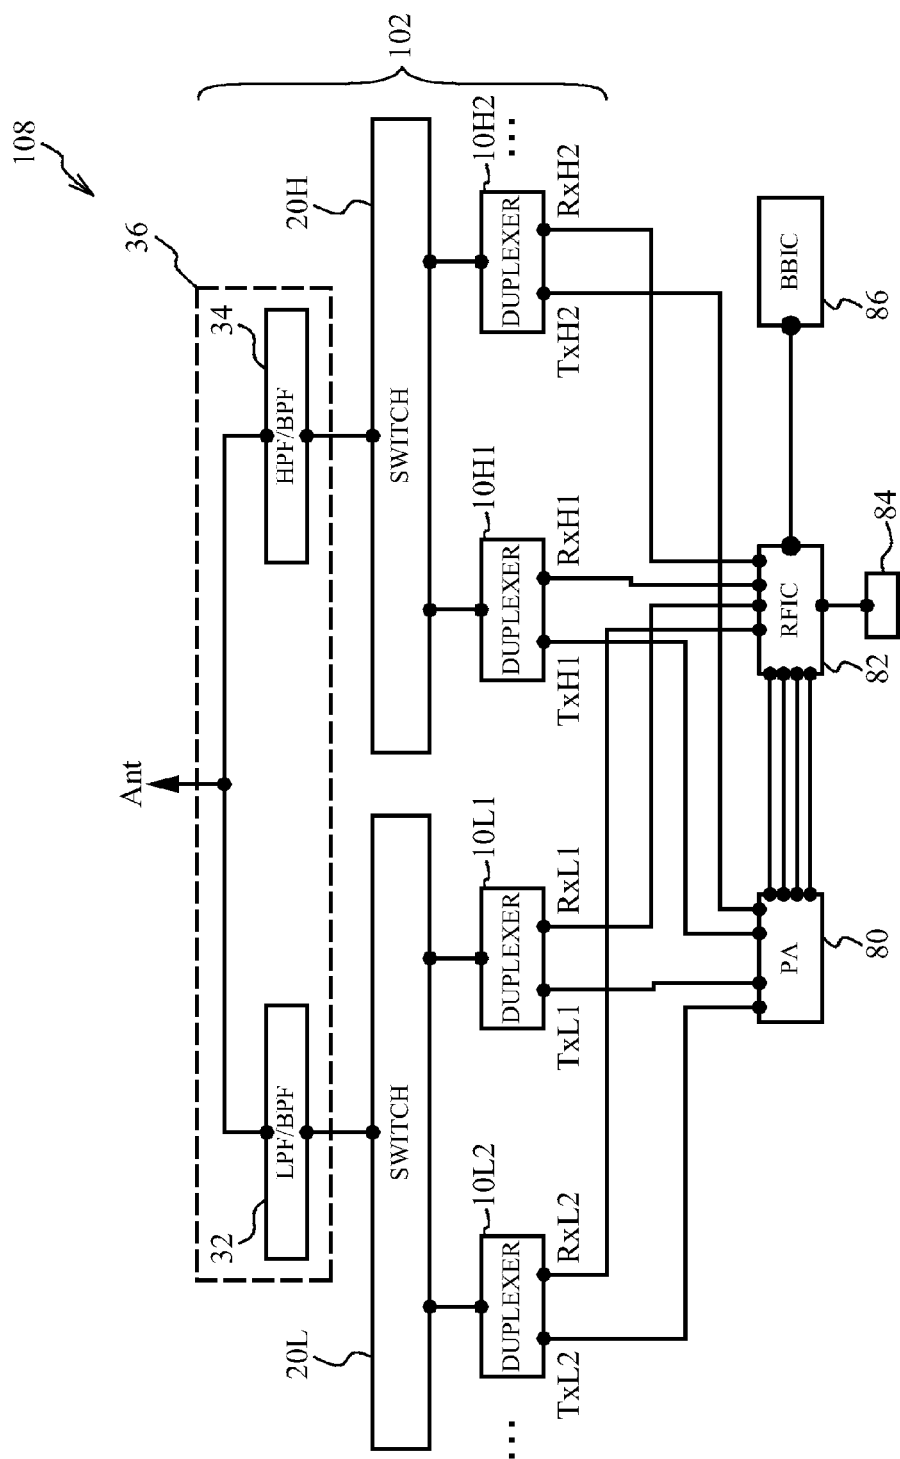 108
102
36
Ant
32
LPF/BPF
34
HPF/BPF
20L
SWITCH
20H
SWITCH
10L2
10L1
10H1
10H2
...
DUPLEXER
DUPLEXER
DUPLEXER
DUPLEXER
...
TxL2
RxL2
TxL1
RxL1
TxH1
RxH1
TxH2
RxH2
PA
RFIC
BBIC
80
82
84
86